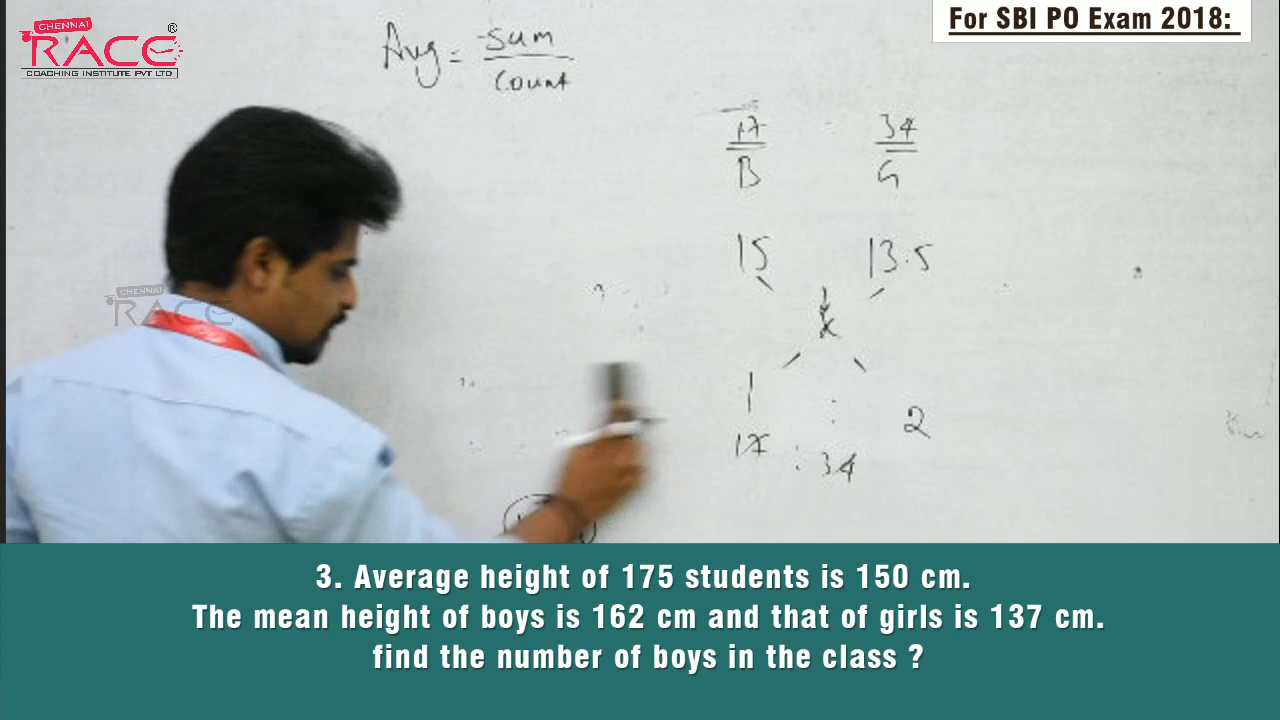 CHENNAI
RACE®
COACHING INSTITUTE PVT LTD
For SBI PO Exam 2018:
Avg = Sum
Count
17 34
B G
15 13.5
x
1 : 2
17 : 34
CHENNAI
RACE
3. Average height of 175 students is 150 cm.
The mean height of boys is 162 cm and that of girls is 137 cm.
find the number of boys in the class ?